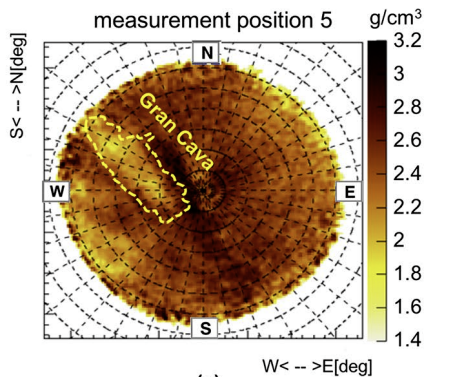 measurement position 5
g/cm³
S< -- >N[deg]
N
Gran Cava
W
E
S
3.2
3
2.8
2.6
2.4
2.2
2
1.8
1.6
1.4
W< -- >E[deg]